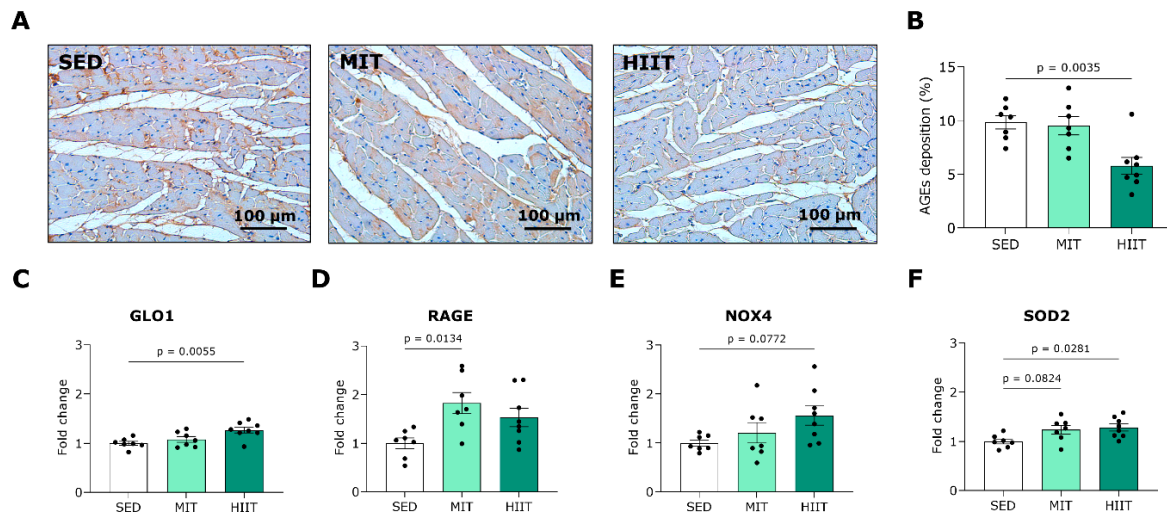 A
SED
100 µm
MIT
100 µm
HIIT
100 µm
B
p = 0.0035
AGEs deposition (%)
15
10
5
0
SED MIT HIIT
C
GLO1
p = 0.0055
Fold change
3
2
1
0
SED MIT HIIT
D
RAGE
p = 0.0134
Fold change
3
2
1
0
SED MIT HIIT
E
NOX4
p = 0.0772
Fold change
3
2
1
0
SED MIT HIIT
F
SOD2
p = 0.0281
p = 0.0824
Fold change
3
2
1
0
SED MIT HIIT